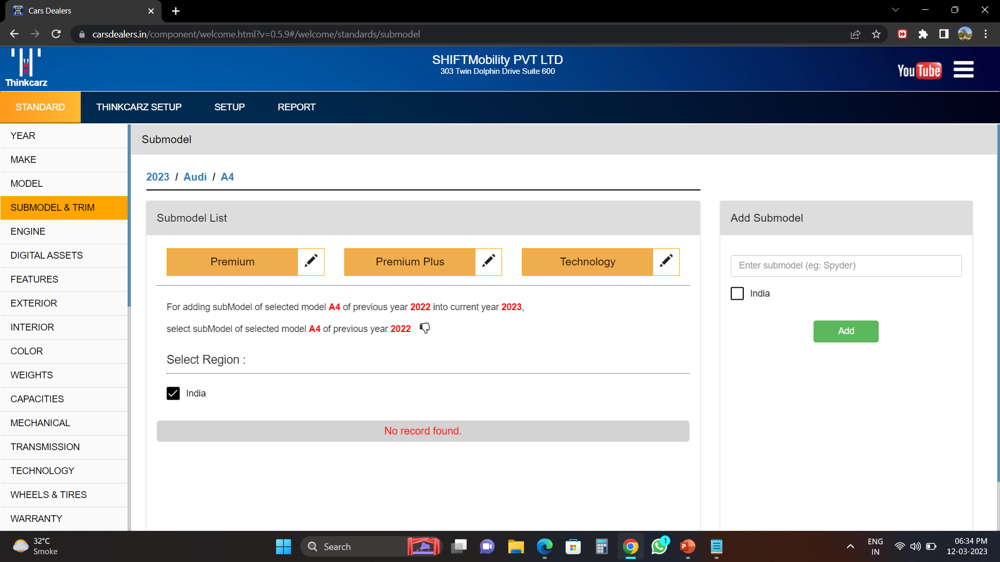 Cars Dealers
carsdealers.in/component/welcome.html?v=0.5.9#/welcome/standards/submodel
Thinkcarz
SHIFTMobility PVT LTD
303 Twin Dolphin Drive Suite 600
YouTube
STANDARD THINKCARZ SETUP SETUP REPORT
YEAR
MAKE
MODEL
SUBMODEL & TRIM
ENGINE
DIGITAL ASSETS
FEATURES
EXTERIOR
INTERIOR
COLOR
WEIGHTS
CAPACITIES
MECHANICAL
TRANSMISSION
TECHNOLOGY
WHEELS & TIRES
WARRANTY
Submodel
2023 / Audi / A4
Submodel List
Premium Premium Plus Technology
For adding subModel of selected model A4 of previous year 2022 into current year 2023,
select subModel of selected model A4 of previous year 2022
Select Region :
India
No record found.
Add Submodel
Enter submodel (eg: Spyder)
India
Add
32°C
Smoke
Search
1
P
ENG
IN
06:34 PM
12-03-2023